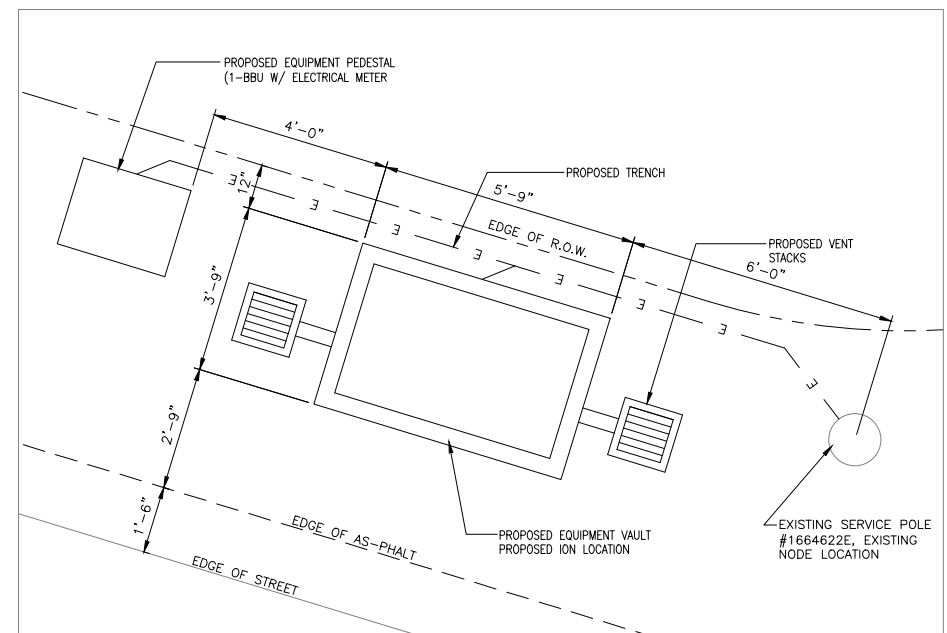 PROPOSED EQUIPMENT PEDESTAL
(1-BBU W/ ELECTRICAL METER
4'-0"
PROPOSED TRENCH
12"
5'-9"
EDGE OF R.O.W.
PROPOSED VENT
STACKS
6'-0"
3'-9"
E
E
E
E
E
E
E
E
2'-9"
1'-6"
EDGE OF AS-PHALT
EDGE OF STREET
PROPOSED EQUIPMENT VAULT
PROPOSED ION LOCATION
EXISTING SERVICE POLE
#1664622E, EXISTING
NODE LOCATION